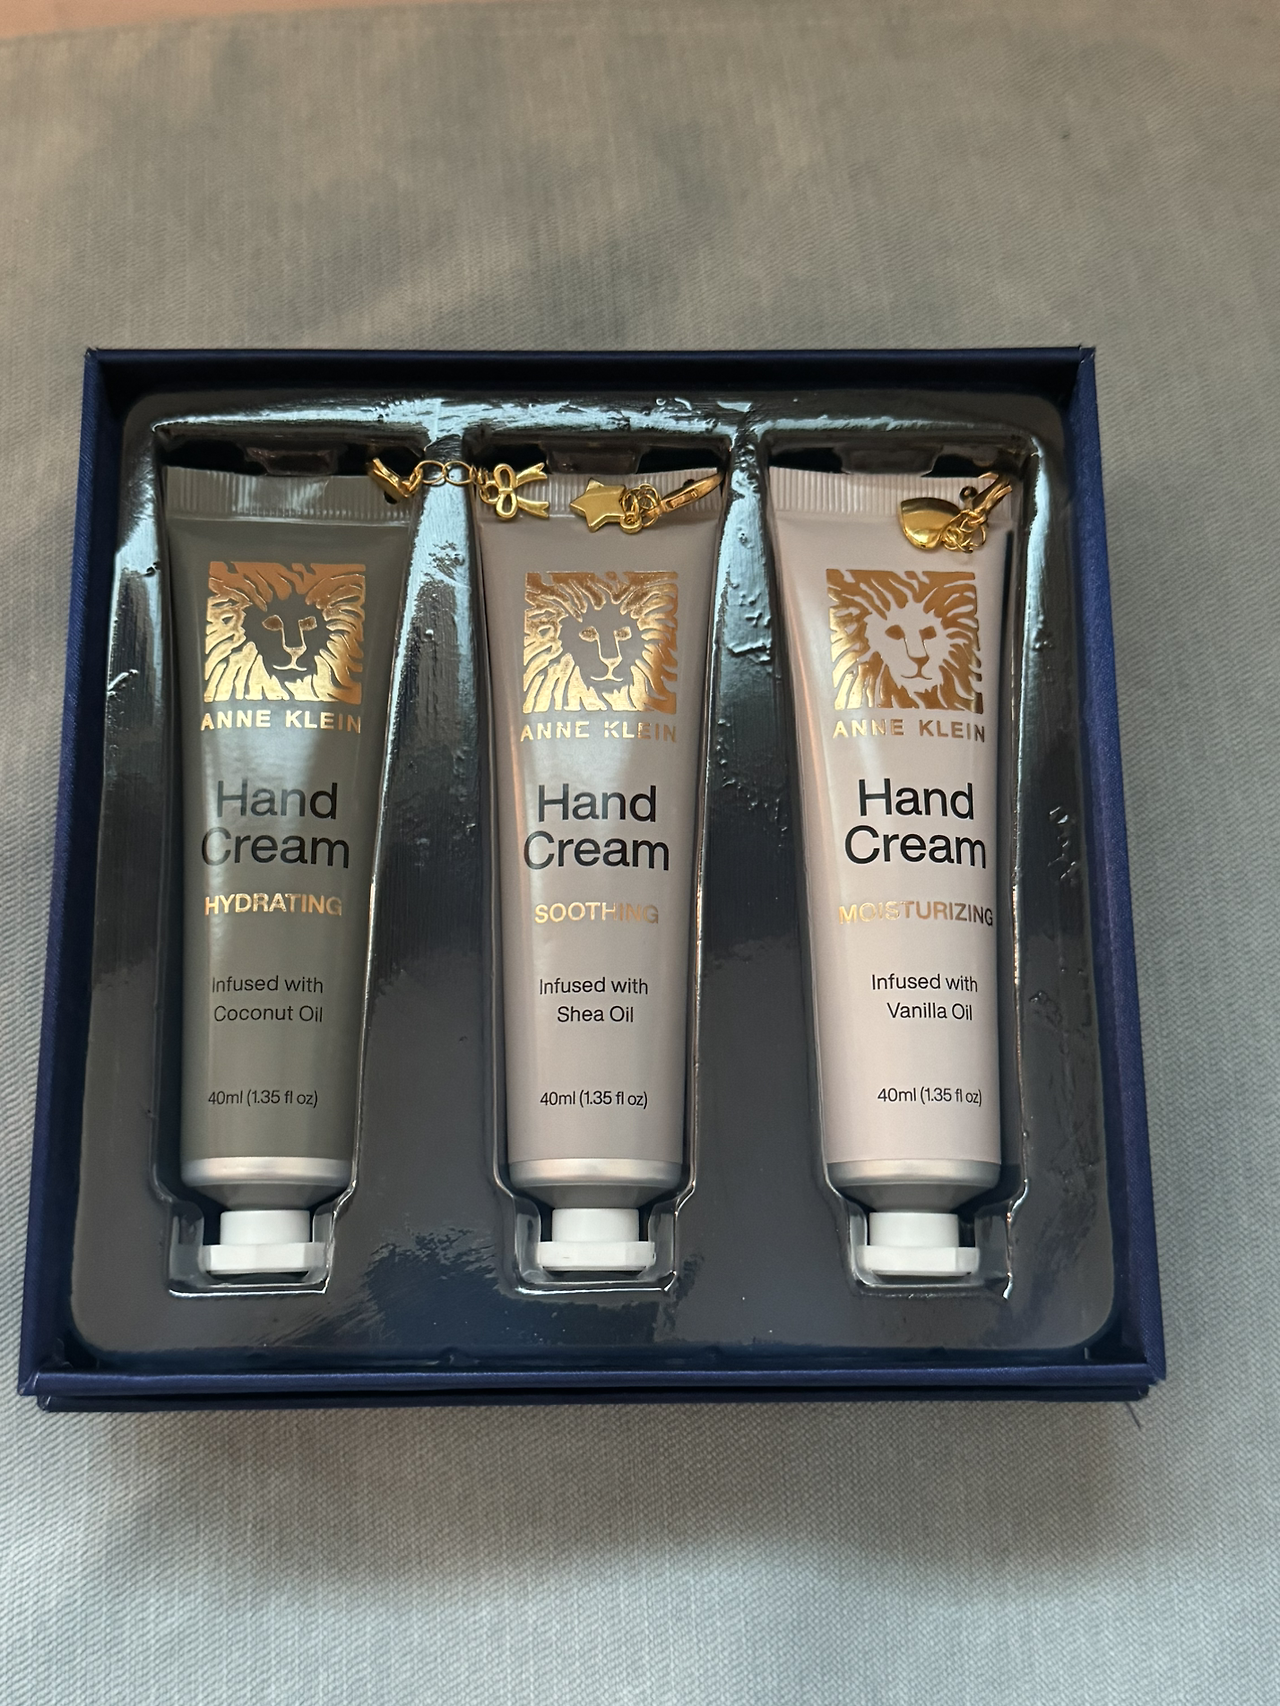 ANNE KLEIN
Hand
Cream
HYDRATING
Infused with
Coconut Oil
40ml (1.35 fl oz)
ANNE KLEIN
Hand
Cream
SOOTHING
Infused with
Shea Oil
40ml (1.35 fl oz)
ANNE KLEIN
Hand
Cream
MOISTURIZING
Infused with
Vanilla Oil
40ml (1.35 fl oz)